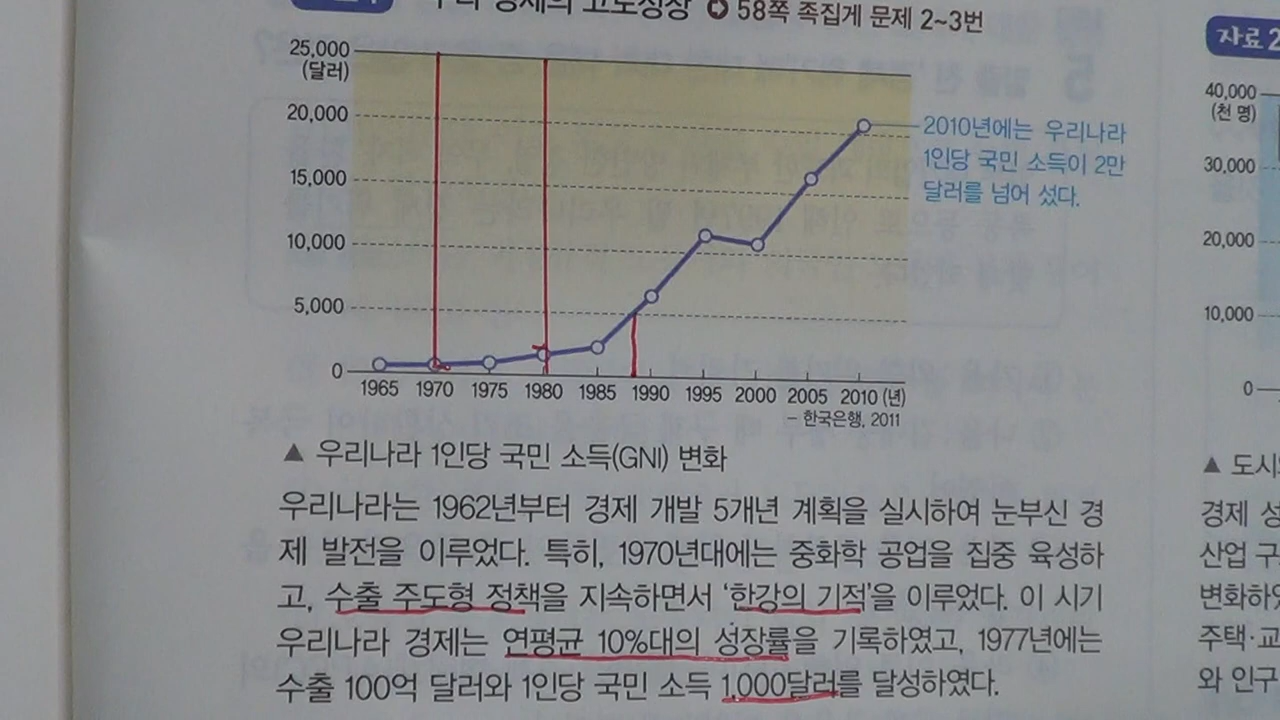 우리 경제의 고도성장 ➲ 58쪽 족집게 문제 2~3번
25,000
(달러)
20,000
15,000
10,000
5,000
0
1965 1970 1975 1980 1985 1990 1995 2000 2005 2010 (년)
– 한국은행, 2011
2010년에는 우리나라
1인당 국민 소득이 2만
달러를 넘어 섰다.
▲ 우리나라 1인당 국민 소득(GNI) 변화
우리나라는 1962년부터 경제 개발 5개년 계획을 실시하여 눈부신 경
제 발전을 이루었다. 특히, 1970년대에는 중화학 공업을 집중 육성하
고, 수출 주도형 정책을 지속하면서 ‘한강의 기적’을 이루었다. 이 시기
우리나라 경제는 연평균 10%대의 성장률을 기록하였고, 1977년에는
수출 100억 달러와 1인당 국민 소득 1,000달러를 달성하였다.
자료 2
40,000
(천 명)
30,000
20,000
10,000
0
▲ 도시
경제 성
산업 구
변화하였
주택·교
와 인구